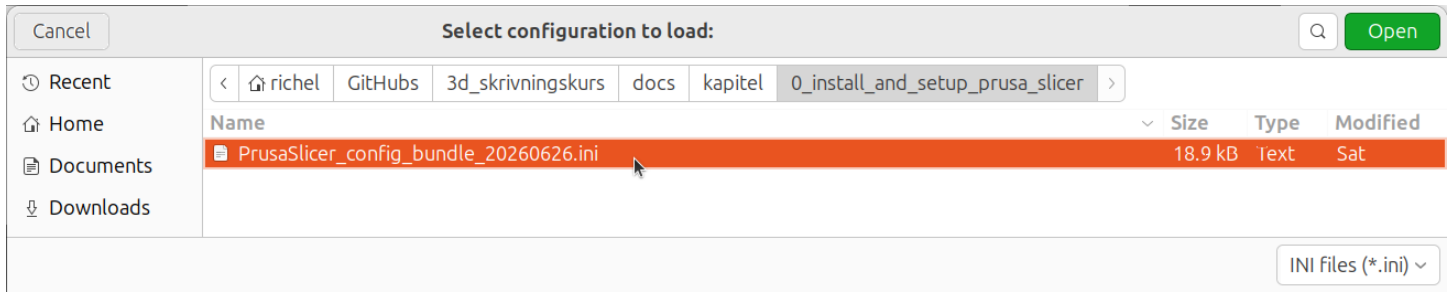 Cancel Select configuration to load: Open
Recent richel GitHubs 3d_skrivningskurs docs kapitel 0_install_and_setup_prusa_slicer
Home Name Size Type Modified
PrusaSlicer_config_bundle_20260626.ini 18.9 kB Text Sat
Documents
Downloads
INI files (*.ini)